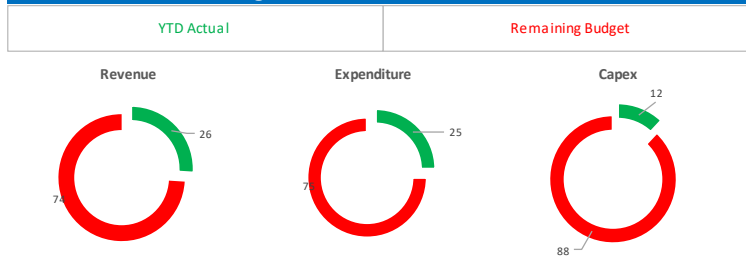 YTD Actual Remaining Budget
Revenue Expenditure Capex
12
26 25
74
88